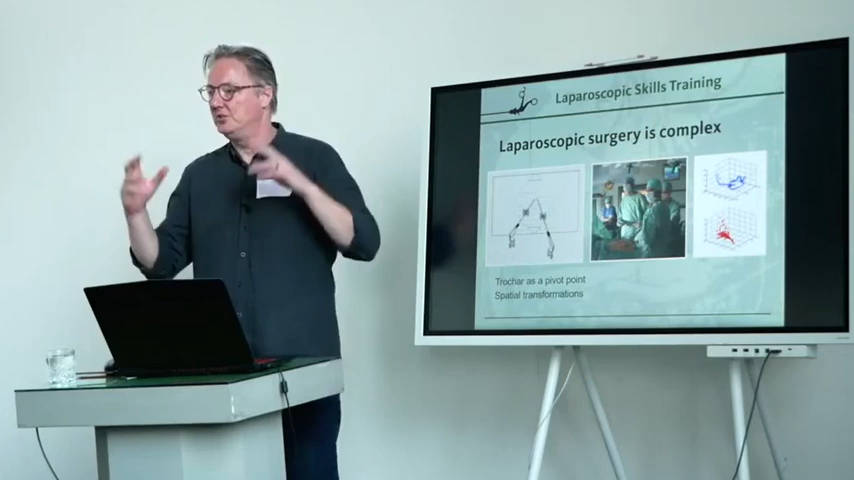 Laparoscopic Skills Training
Laparoscopic surgery is complex
Trochar as a pivot point
Spatial transformations